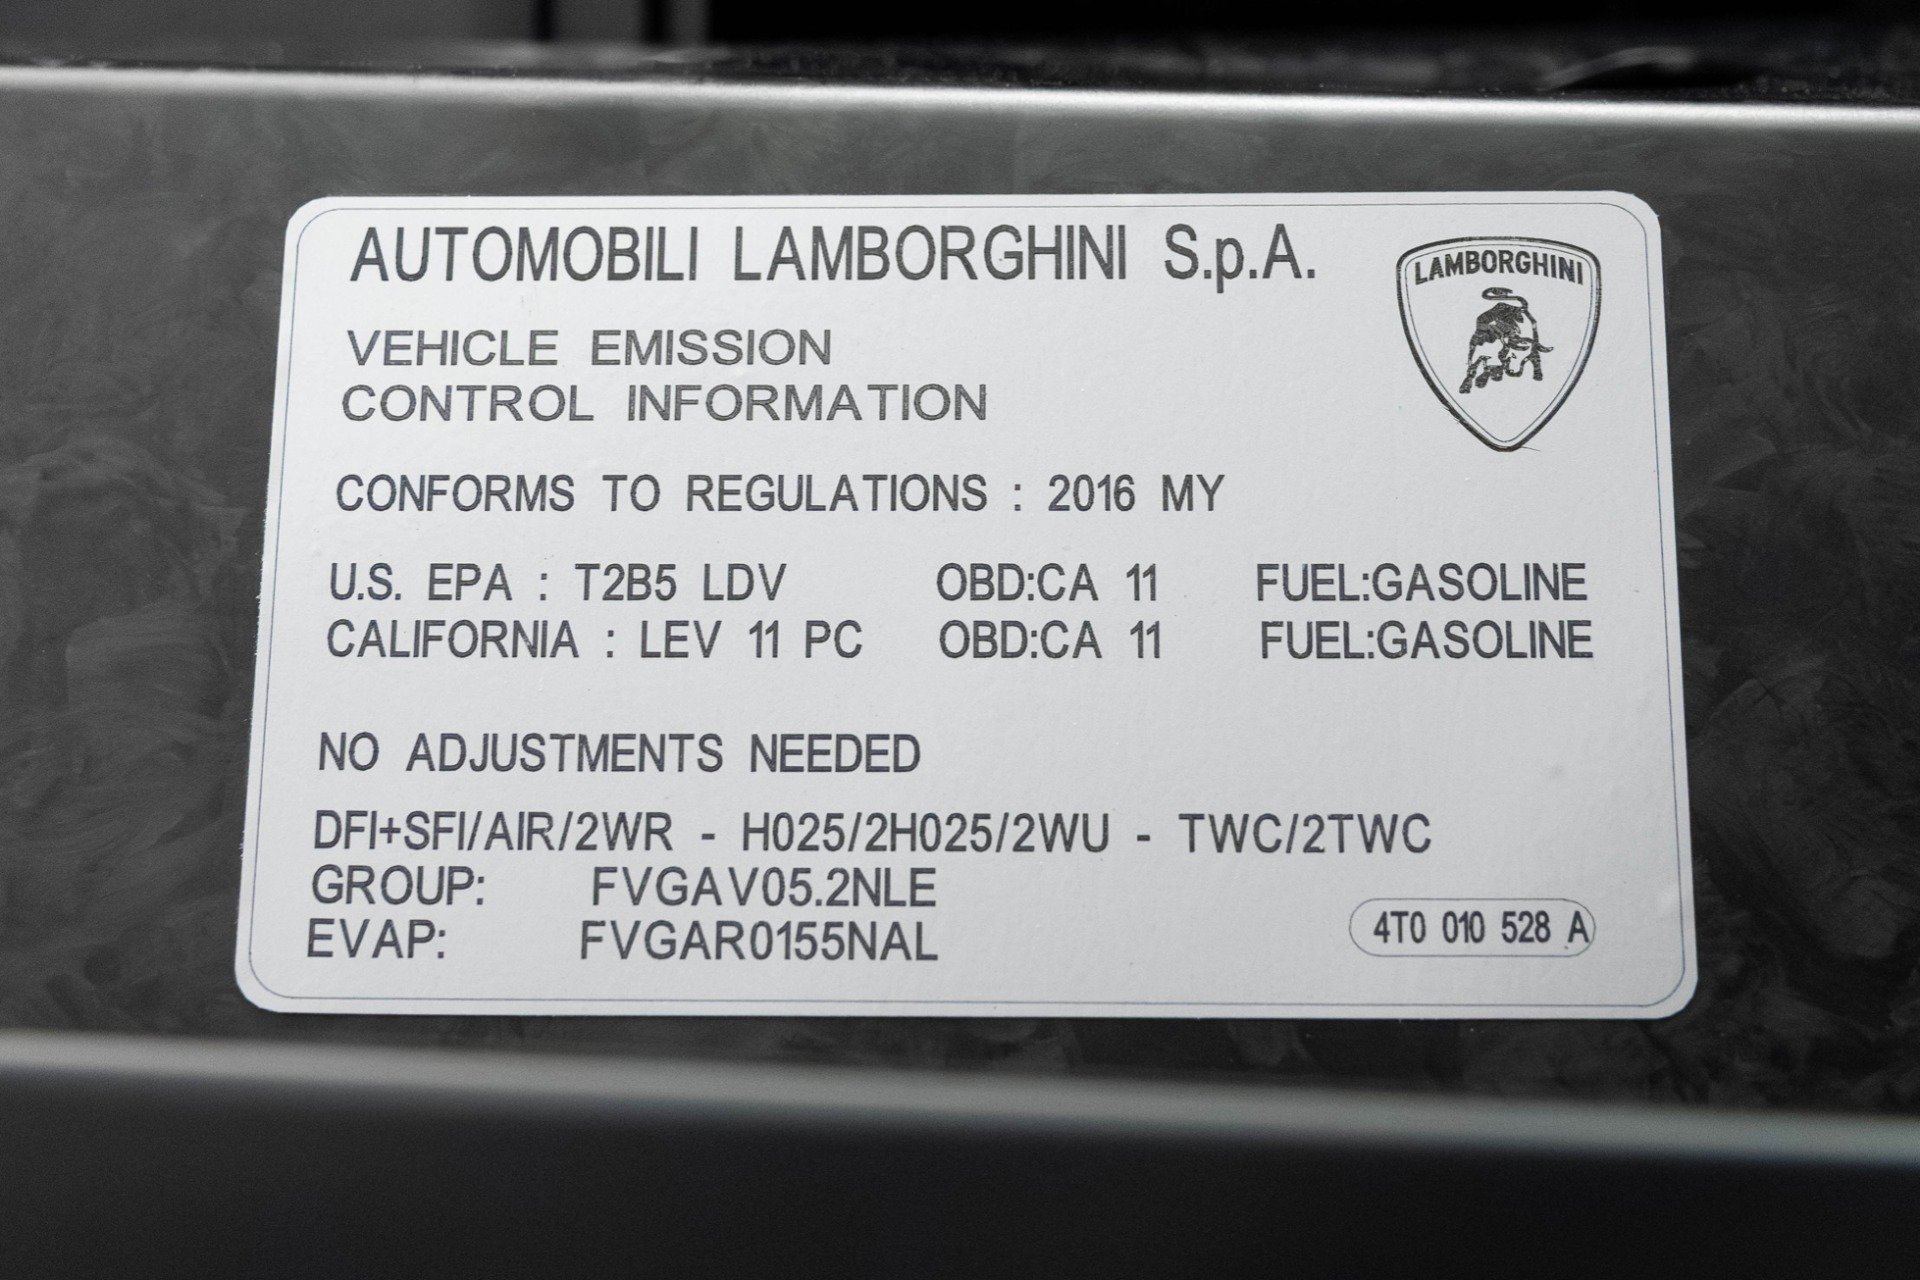 AUTOMOBILI LAMBORGHINI S.p.A.
LAMBORGHINI
VEHICLE EMISSION
CONTROL INFORMATION
CONFORMS TO REGULATIONS : 2016 MY
U.S. EPA : T2B5 LDV OBD:CA 11 FUEL:GASOLINE
CALIFORNIA : LEV 11 PC OBD:CA 11 FUEL:GASOLINE
NO ADJUSTMENTS NEEDED
DFI+SFI/AIR/2WR - H025/2H025/2WU - TWC/2TWC
GROUP: FVGAV05.2NLE
EVAP: FVGAR0155NAL
4T0 010 528 A